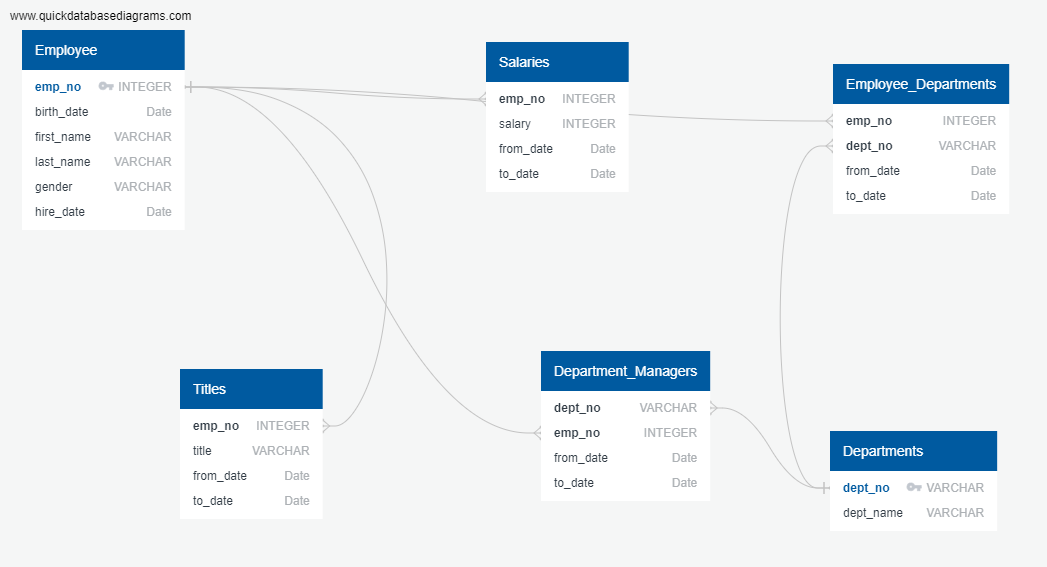 www.quickdatabasediagrams.com
Employee
emp_no INTEGER
birth_date Date
first_name VARCHAR
last_name VARCHAR
gender VARCHAR
hire_date Date
Salaries
emp_no INTEGER
salary INTEGER
from_date Date
to_date Date
Employee_Departments
emp_no INTEGER
dept_no VARCHAR
from_date Date
to_date Date
Titles
emp_no INTEGER
title VARCHAR
from_date Date
to_date Date
Department_Managers
dept_no VARCHAR
emp_no INTEGER
from_date Date
to_date Date
Departments
dept_no VARCHAR
dept_name VARCHAR